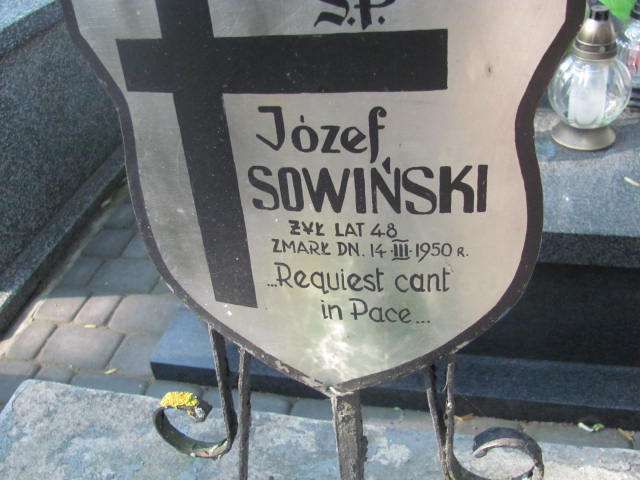 Ś.P.
Józef
SOWIŃSKI
ŻYŁ LAT 48
ZMARŁ DN. 14·III·1950 R.
...Requiest cant
in Pace...